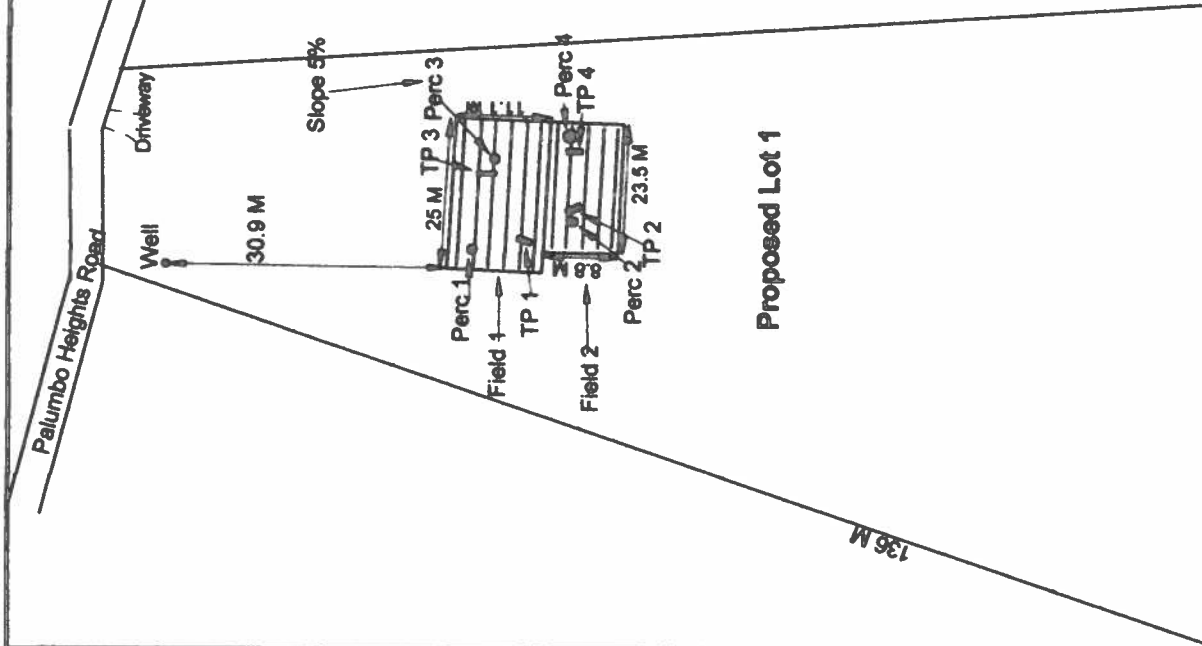 Palumbo Heights Road
Driveway
Well
30.9 M
Slope 5%
25 M
TP 3
Perc 3
11.1 M
Perc 1
Field 1
TP 1
Perc 4
TP 4
23.5 M
8.8 M
Field 2
Perc 2
TP 2
Proposed Lot 1
136 M